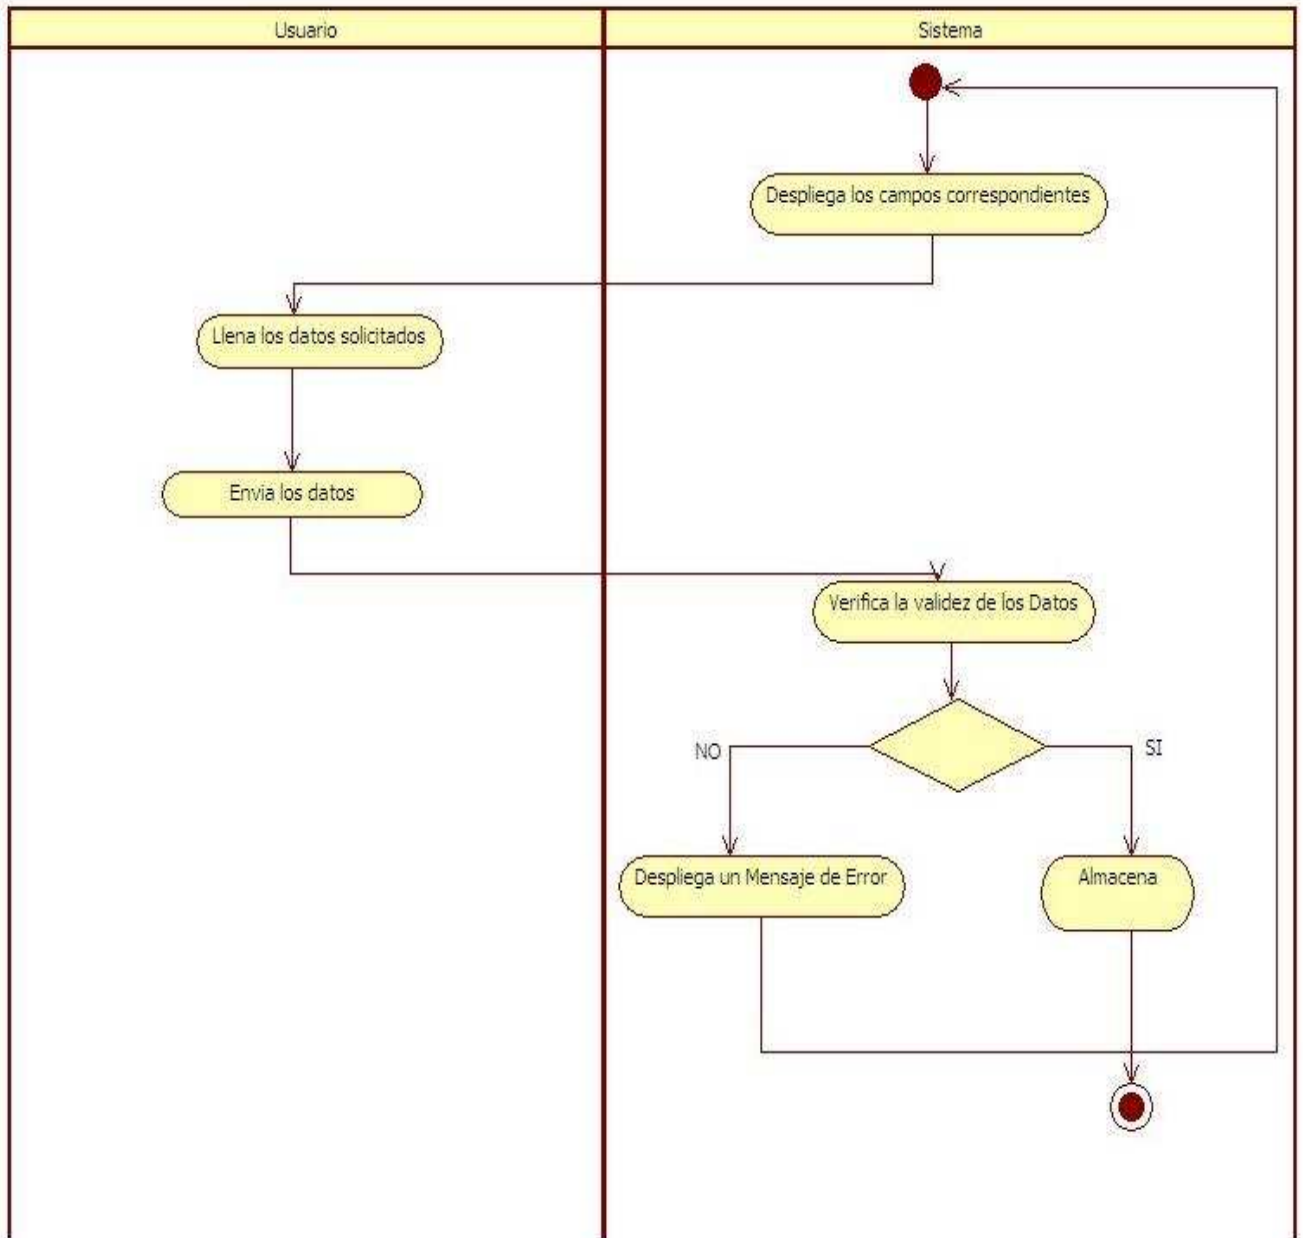 Usuario
Sistema
Despliega los campos correspondientes
Llena los datos solicitados
Envia los datos
Verifica la validez de los Datos
NO
SI
Despliega un Mensaje de Error
Almacena